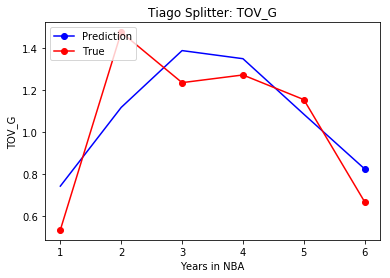 Tiago Splitter: TOV_G
Prediction
True
1.4
1.2
1.0
0.8
0.6
TOV_G
1 2 3 4 5 6
Years in NBA